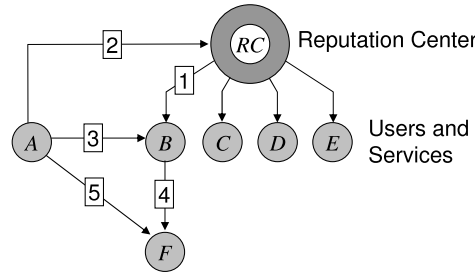 2
RC
Reputation Center
1
A
3
B
C
D
E
Users and
Services
5
4
F